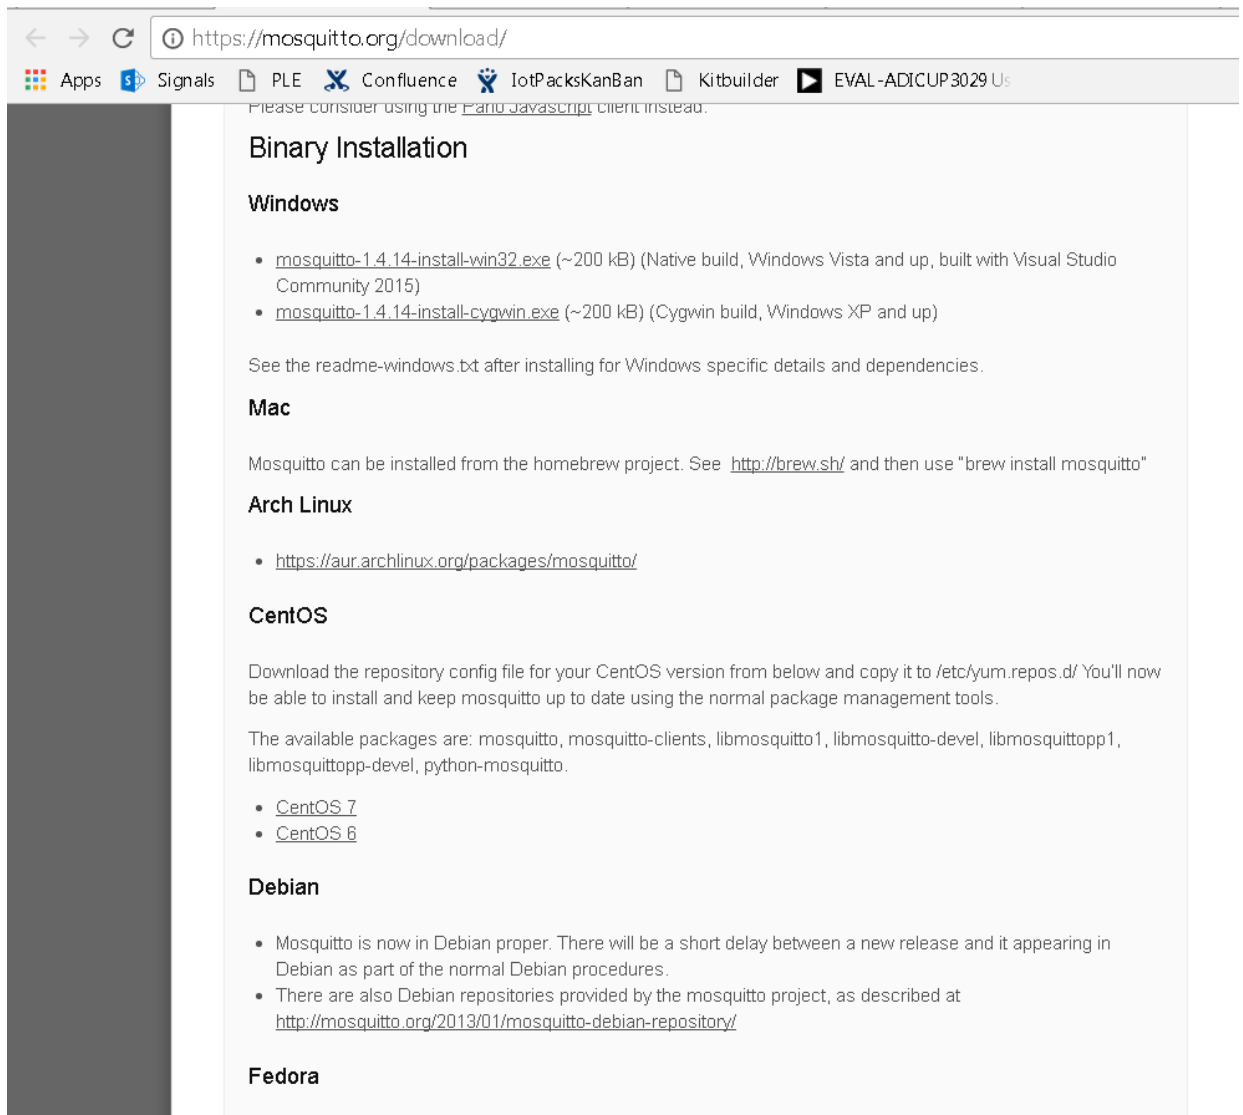 https://mosquitto.org/download/
Apps Signals PLE Confluence IotPacksKanBan Kitbuilder EVAL-ADICUP3029 Us
Please consider using the Paho Javascript client instead.
Binary Installation
Windows
mosquitto-1.4.14-install-win32.exe (~200 kB) (Native build, Windows Vista and up, built with Visual Studio
Community 2015)
mosquitto-1.4.14-install-cygwin.exe (~200 kB) (Cygwin build, Windows XP and up)
See the readme-windows.txt after installing for Windows specific details and dependencies.
Mac
Mosquitto can be installed from the homebrew project. See http://brew.sh/ and then use "brew install mosquitto"
Arch Linux
https://aur.archlinux.org/packages/mosquitto/
CentOS
Download the repository config file for your CentOS version from below and copy it to /etc/yum.repos.d/ You'll now
be able to install and keep mosquitto up to date using the normal package management tools.
The available packages are: mosquitto, mosquitto-clients, libmosquitto1, libmosquitto-devel, libmosquittopp1,
libmosquittopp-devel, python-mosquitto.
CentOS 7
CentOS 6
Debian
Mosquitto is now in Debian proper. There will be a short delay between a new release and it appearing in
Debian as part of the normal Debian procedures.
There are also Debian repositories provided by the mosquitto project, as described at
http://mosquitto.org/2013/01/mosquitto-debian-repository/
Fedora